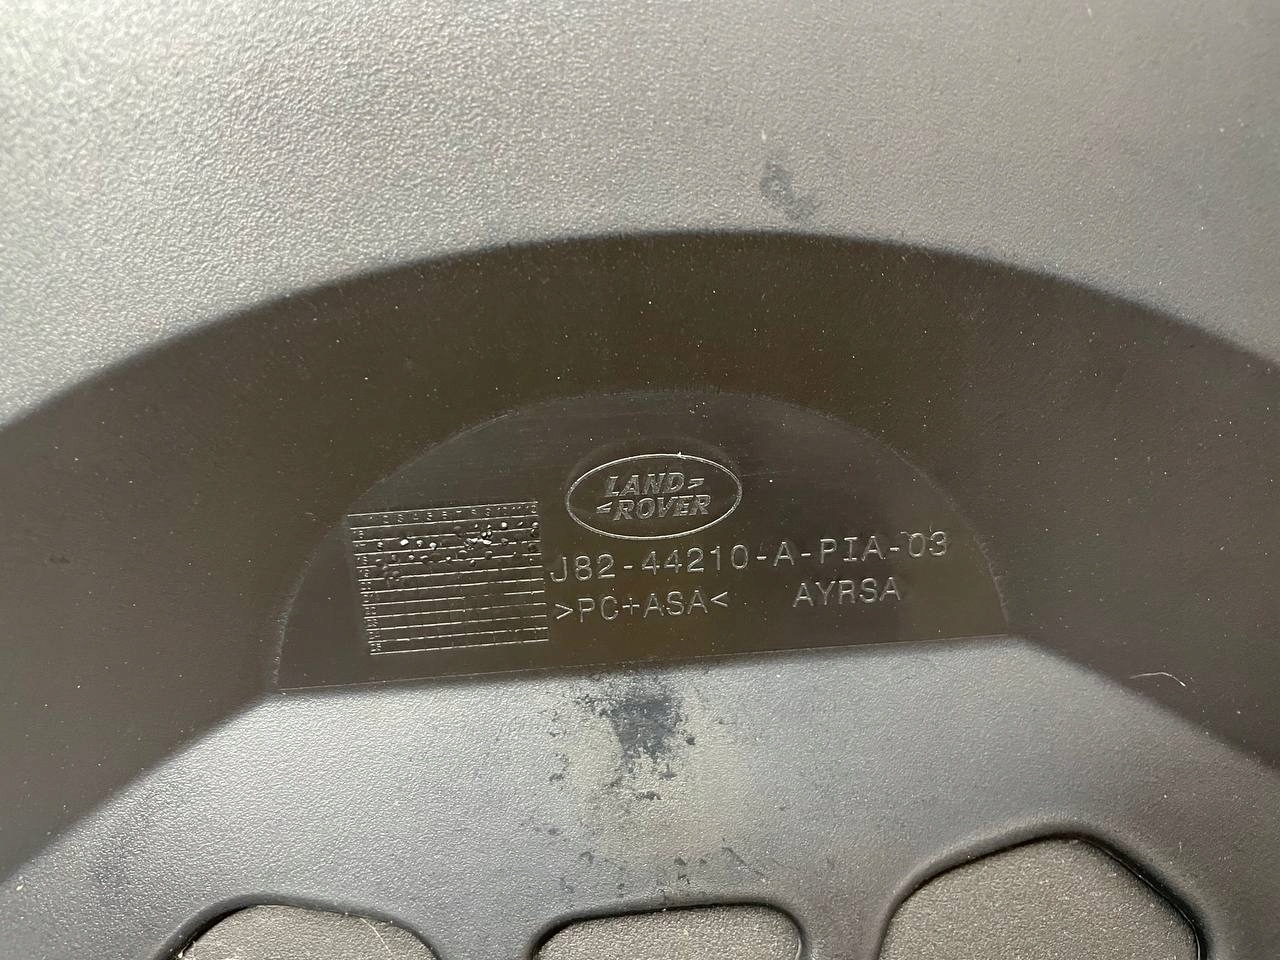 LAND
ROVER
J82-44210-A-PIA-03
>PC+ASA< AYRSA